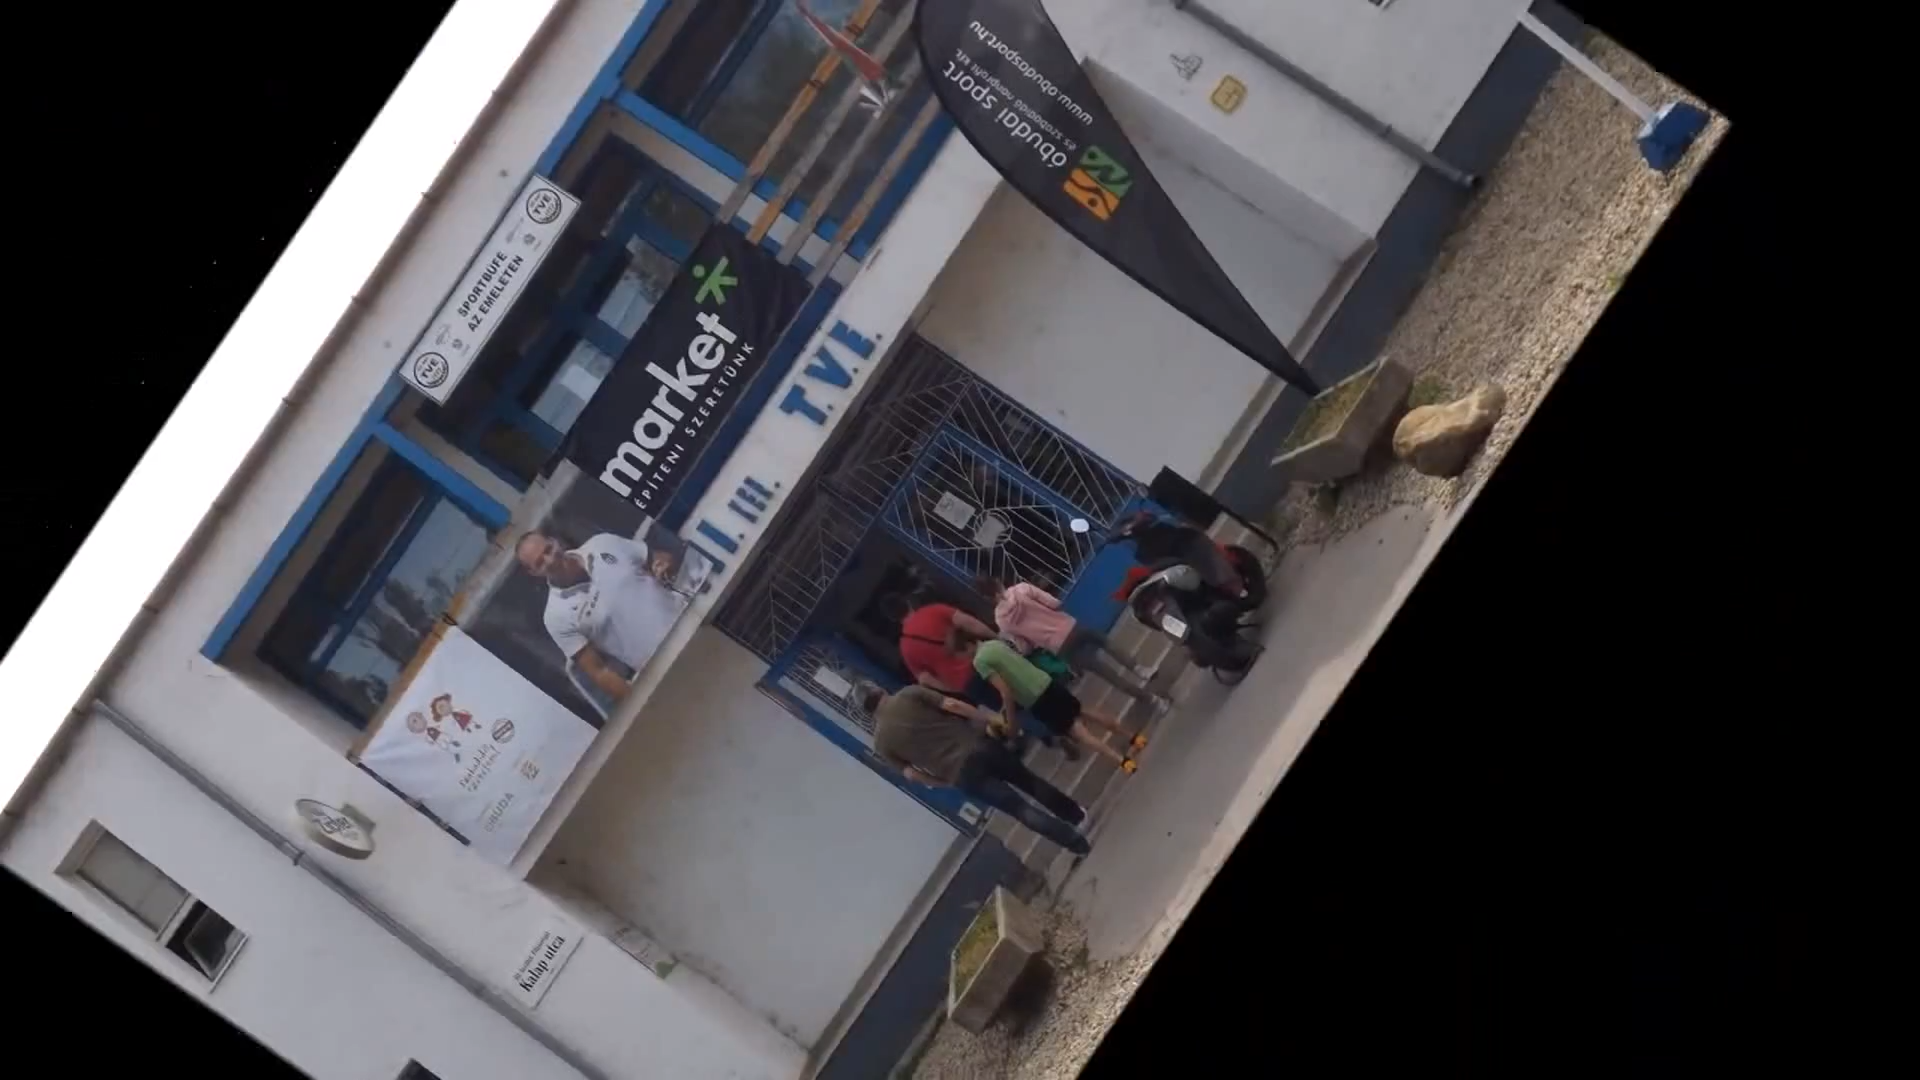 SPORTBÜFÉ
AZ EMELETEN
TVE
TVE
market
ÉPÍTENI SZERETÜNK
III. T.V.E.
óbudai sport
és szabadidő nonprofit kft.
www.obudasport.hu
ÓBUDA
Zipfer
Kalap utca